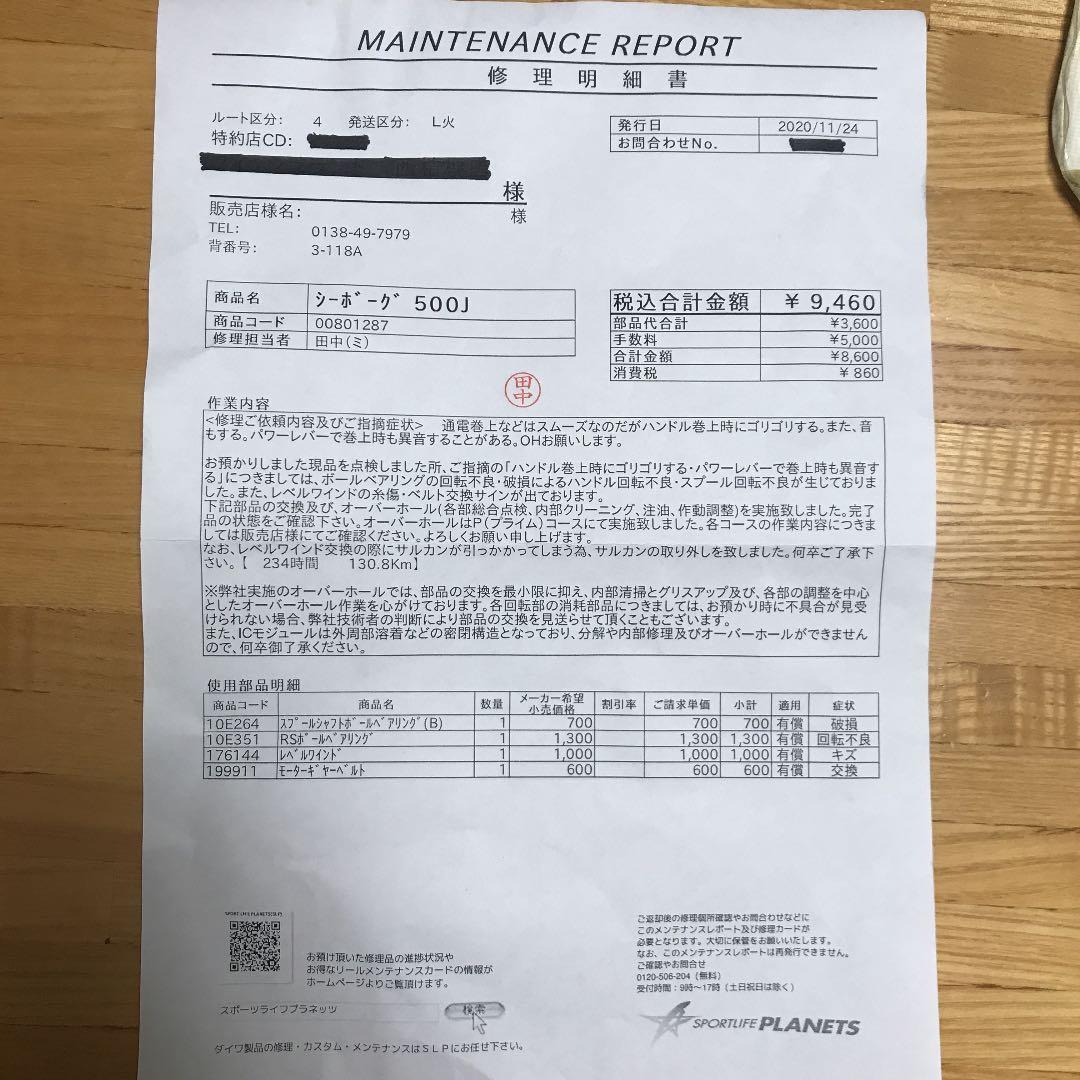 MAINTENANCE REPORT
修理明細書
ルート区分: 4 発送区分: L火
特約店CD:
様
販売店様名: 様
TEL: 0138-49-7979
背番号: 3-118A
発行日 2020/11/24
お問合わせNo.
商品名 シーボーグ 500J
商品コード 00801287
修理担当者 田中(ミ)
税込合計金額 ¥ 9,460
部品代合計 ¥3,600
手数料 ¥5,000
合計金額 ¥8,600
消費税 ¥ 860
田中
作業内容
<修理ご依頼内容及びご指摘症状> 通電巻上などはスムーズなのだがハンドル巻上時にゴリゴリする。また、音
もする。パワーレバーで巻上時も異音することがある。OHお願いします。
お預かりしました現品を点検しました所、ご指摘の「ハンドル巻上時にゴリゴリする・パワーレバーで巻上時も異音す
る」につきましては、ボールベアリングの回転不良・破損によるハンドル回転不良・スプール回転不良が生じておりま
した。また、レベルワインドの糸傷・ベルト交換サインが出ております。
下記部品の交換及び、オーバーホール(各部総合点検、内部クリーニング、注油、作動調整)を実施致しました。完了
品の状態をご確認下さい。オーバーホールはP(プライム)コースにて実施致しました。各コースの作業内容につきま
しては販売店様にてご確認ください。よろしくお願い申し上げます。
なお、レベルワインド交換の際にサルカンが引っかかってしまう為、サルカンの取り外しを致しました。何卒ご了承下
さい。【 234時間 130.8Km】
※弊社実施のオーバーホールでは、部品の交換を最小限に抑え、内部清掃とグリスアップ及び、各部の調整を中心
としたオーバーホール作業を心がけております。各回転部の消耗部品につきましては、お預かり時に不具合が見受
けられない場合、弊社技術者の判断により部品の交換を見送らせて頂くこともございます。
また、ICモジュールは外周部溶着などの密閉構造となっており、分解や内部修理及びオーバーホールができません
ので、何卒御了承ください。
使用部品明細
商品コード 商品名 数量 メーカー希望小売価格 割引率 ご請求単価 小計 適用 症状
10E264 スプールシャフトボールベアリング(B) 1 700 700 700 有償 破損
10E351 RSボールベアリング 1 1,300 1,300 1,300 有償 回転不良
176144 レベルワインド 1 1,000 1,000 1,000 有償 キズ
199911 モーターギヤーベルト 1 600 600 600 有償 交換
SPORT LIFE PLANETS(SLP)
お預け頂いた修理品の進捗状況や
お得なリールメンテナンスカードの情報が
ホームページよりご覧頂けます。
スポーツライフプラネッツ 検索
ダイワ製品の修理・カスタム・メンテナンスはSLPにお任せ下さい。
ご返却後の修理個所確認やお問合わせなどに
このメンテナンスレポート及び修理カードが
必要となります。大切に保管をお願いいたします。
なお、このメンテナンスレポートは再発行できません。
ご確認やお問合せ
0120-506-204 (無料)
受付時間:9時〜17時(土日祝日は除く)
SPORTLIFE PLANETS